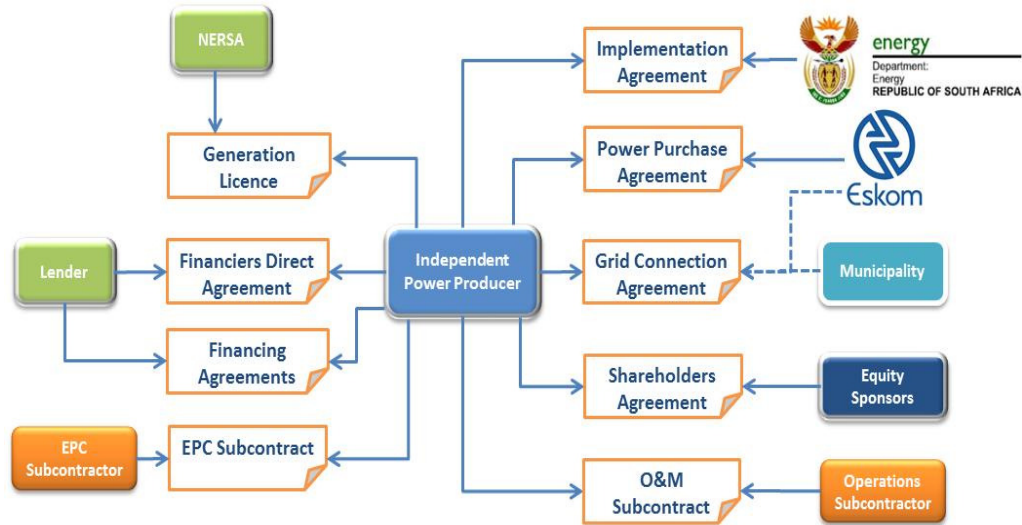 NERSA
Implementation
Agreement
energy
Department:
Energy
REPUBLIC OF SOUTH AFRICA
Generation
Licence
Power Purchase
Agreement
Eskom
Lender
Financiers Direct
Agreement
Independent
Power Producer
Grid Connection
Agreement
Municipality
Financing
Agreements
Shareholders
Agreement
Equity
Sponsors
EPC
Subcontractor
EPC Subcontract
O&M
Subcontract
Operations
Subcontractor